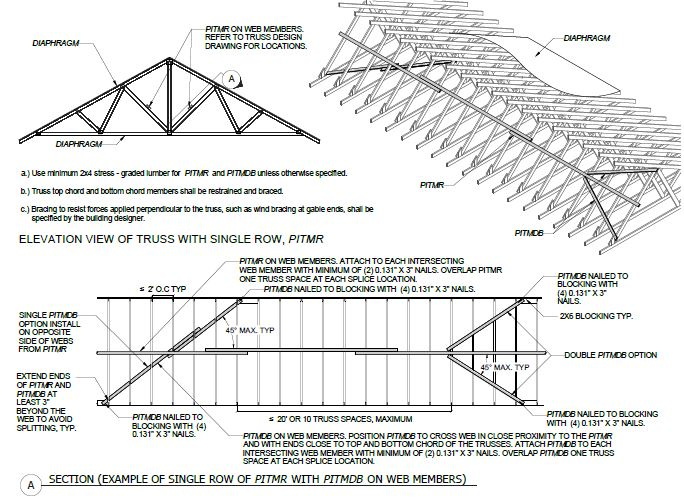 PITMR ON WEB MEMBERS.
REFER TO TRUSS DESIGN
DRAWING FOR LOCATIONS.
DIAPHRAGM
A
DIAPHRAGM
DIAPHRAGM
PITMR
PITMDB
a.) Use minimum 2x4 stress - graded lumber for PITMR and PITMDB unless otherwise specified.
b.) Truss top chord and bottom chord members shall be restrained and braced.
c.) Bracing to resist forces applied perpendicular to the truss, such as wind bracing at gable ends, shall be
specified by the building designer.
ELEVATION VIEW OF TRUSS WITH SINGLE ROW, PITMR
PITMR ON WEB MEMBERS. ATTACH TO EACH INTERSECTING
WEB MEMBER WITH MINIMUM OF (2) 0.131" X 3" NAILS. OVERLAP PITMR
ONE TRUSS SPACE AT EACH SPLICE LOCATION.
≤ 2' O.C TYP
PITMDB NAILED TO BLOCKING WITH (4) 0.131" X 3" NAILS.
PITMDB NAILED TO
BLOCKING WITH
(4) 0.131" X 3"
NAILS.
2X6 BLOCKING TYP.
SINGLE PITMDB
OPTION INSTALL
ON OPPOSITE
SIDE OF WEBS
FROM PITMR
45° MAX. TYP
DOUBLE PITMDB OPTION
45° MAX. TYP
EXTEND ENDS
OF PITMR AND
PITMDB AT
LEAST 3"
BEYOND THE
WEB TO AVOID
SPLITTING, TYP.
PITMDB NAILED TO
BLOCKING WITH (4)
0.131" X 3" NAILS.
≤ 20' OR 10 TRUSS SPACES, MAXIMUM
PITMDB NAILED TO BLOCKING
WITH (4) 0.131" X 3" NAILS.
PITMDB ON WEB MEMBERS. POSITION PITMDB TO CROSS WEB IN CLOSE PROXIMITY TO THE PITMR
AND WITH ENDS CLOSE TO TOP AND BOTTOM CHORD OF THE TRUSSES. ATTACH PITMDB TO EACH
INTERSECTING WEB MEMBER WITH MINIMUM OF (2) 0.131" X 3" NAILS. OVERLAP PITMDB ONE TRUSS
SPACE AT EACH SPLICE LOCATION.
A SECTION (EXAMPLE OF SINGLE ROW OF PITMR WITH PITMDB ON WEB MEMBERS)